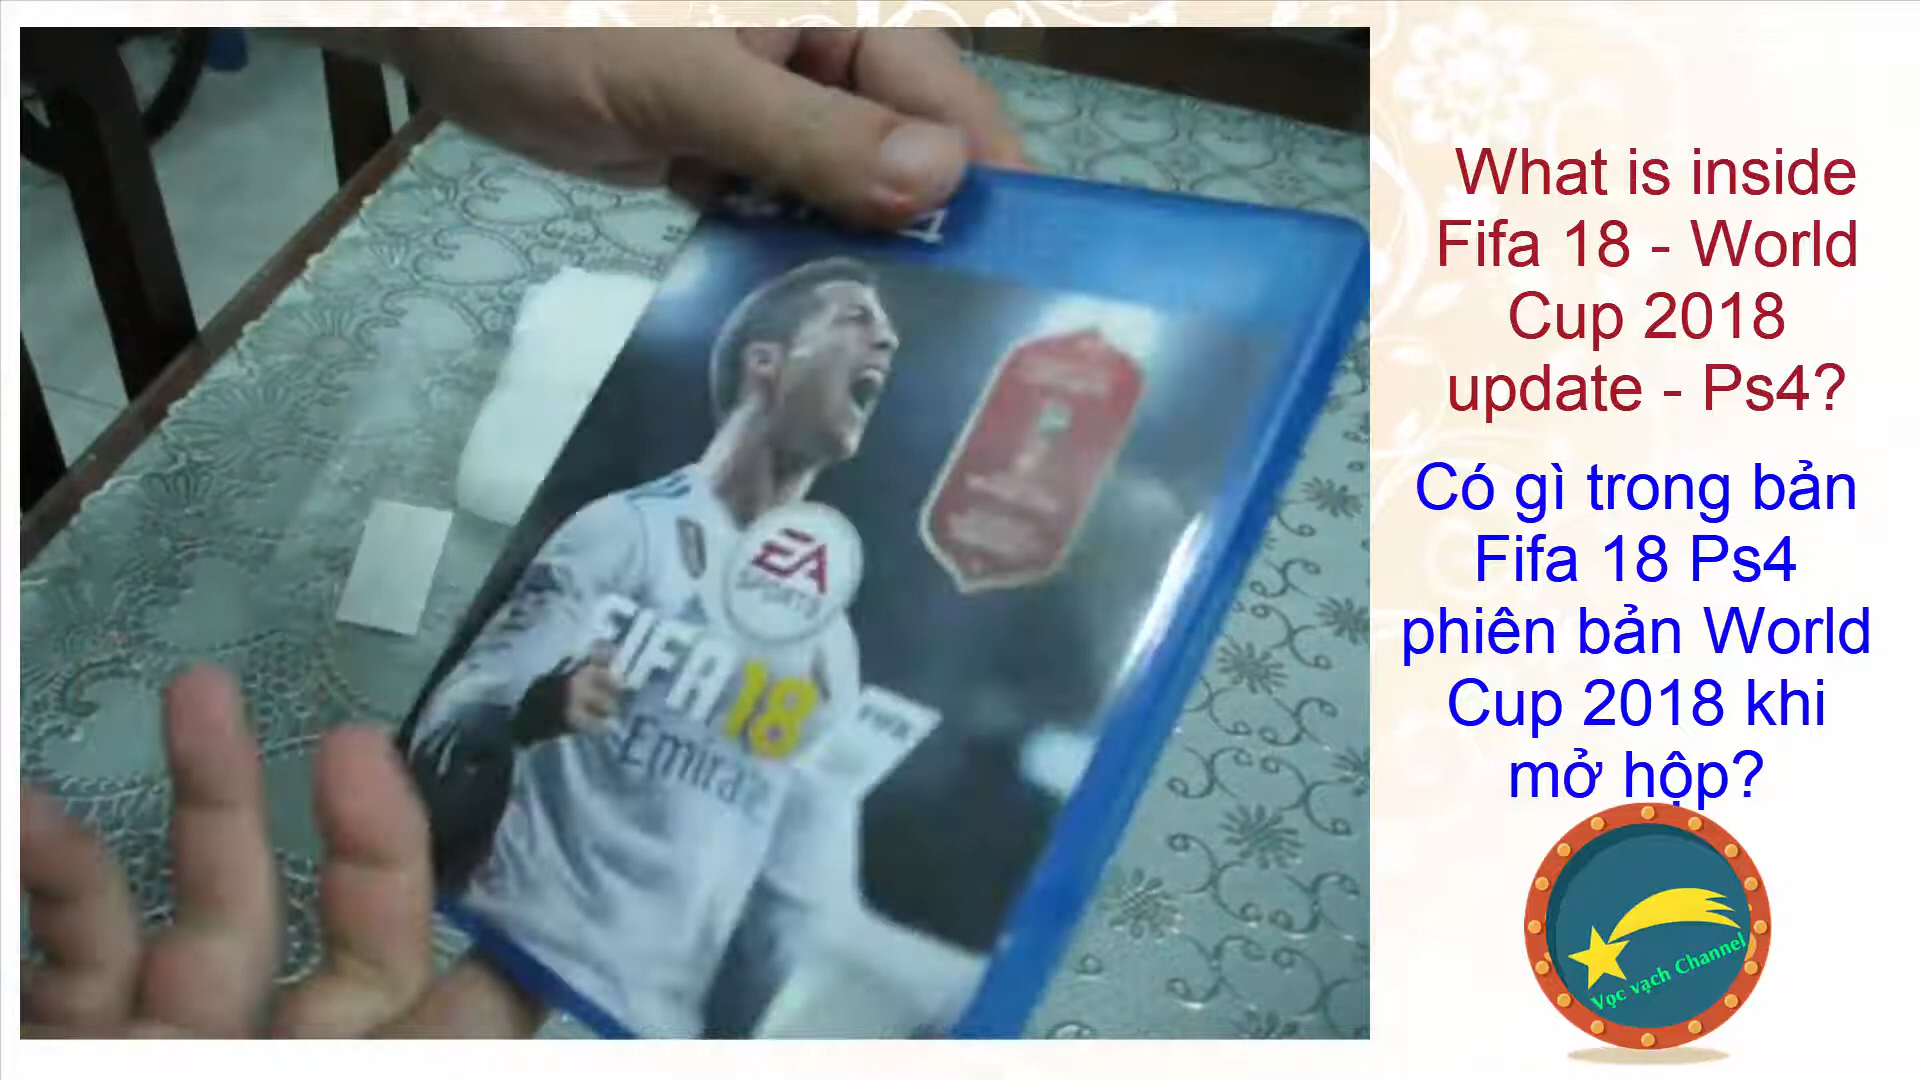 What is inside
Fifa 18 - World
Cup 2018
update - Ps4?
Có gì trong bản
Fifa 18 Ps4
phiên bản World
Cup 2018 khi
mở hộp?
Vọc vạch Channel
EA
SPORTS
FIFA 18
Emirates
FIFA